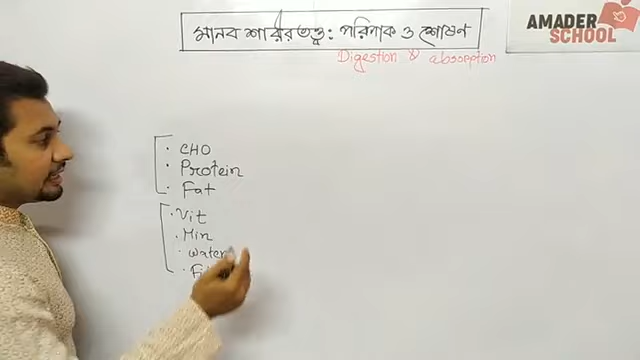 মানব শারীরতত্ত্ব: পরিপাক ও শোষণ
Digestion & absorption
AMADER
SCHOOL
CHO
Protein
Fat
Vit
Min
Water